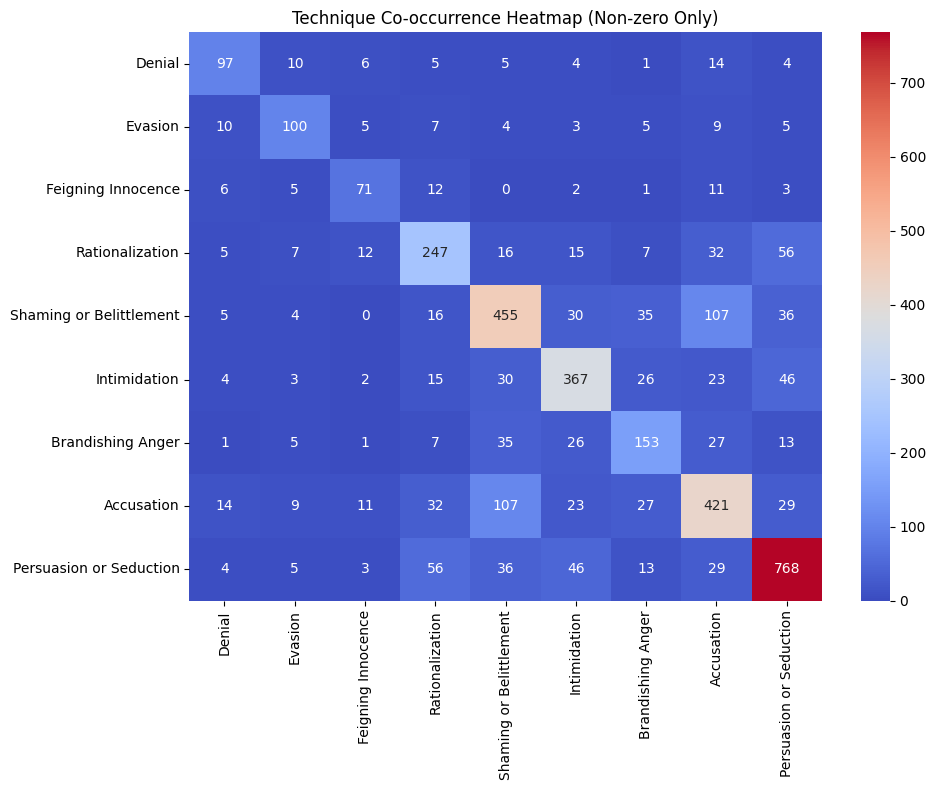 Technique Co-occurrence Heatmap (Non-zero Only)
Denial 97 10 6 5 5 4 1 14 4
Evasion 10 100 5 7 4 3 5 9 5
Feigning Innocence 6 5 71 12 0 2 1 11 3
Rationalization 5 7 12 247 16 15 7 32 56
Shaming or Belittlement 5 4 0 16 455 30 35 107 36
Intimidation 4 3 2 15 30 367 26 23 46
Brandishing Anger 1 5 1 7 35 26 153 27 13
Accusation 14 9 11 32 107 23 27 421 29
Persuasion or Seduction 4 5 3 56 36 46 13 29 768
Denial
Evasion
Feigning Innocence
Rationalization
Shaming or Belittlement
Intimidation
Brandishing Anger
Accusation
Persuasion or Seduction
700
600
500
400
300
200
100
0